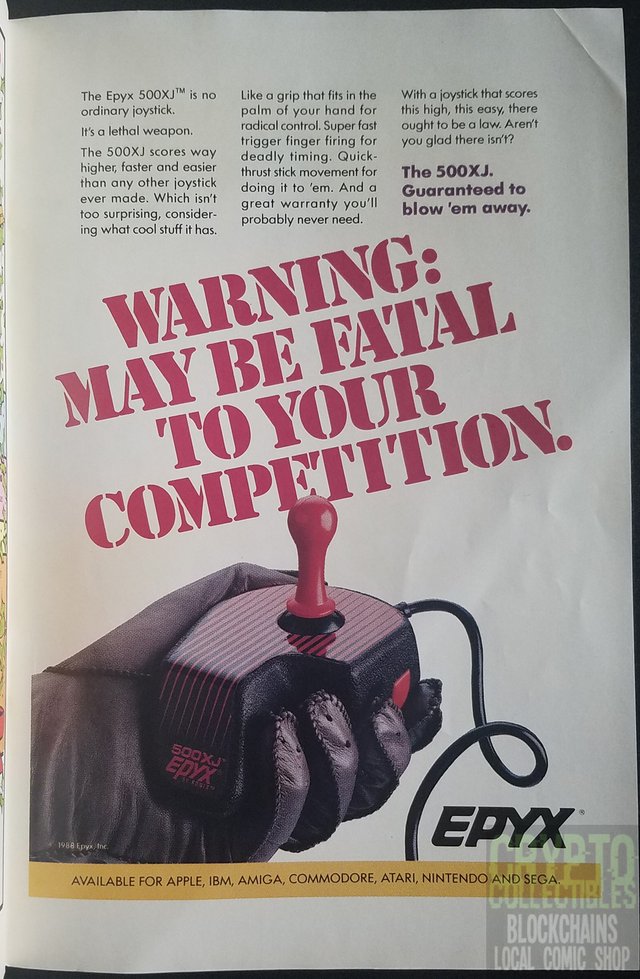 The Epyx 500XJ™ is no
ordinary joystick.
It's a lethal weapon.
The 500XJ scores way
higher, faster and easier
than any other joystick
ever made. Which isn't
too surprising, consider-
ing what cool stuff it has.
Like a grip that fits in the
palm of your hand for
radical control. Super fast
trigger finger firing for
deadly timing. Quick-
thrust stick movement for
doing it to 'em. And a
great warranty you'll
probably never need.
With a joystick that scores
this high, this easy, there
ought to be a law. Aren't
you glad there isn't?
The 500XJ.
Guaranteed to
blow 'em away.
WARNING:
MAY BE FATAL
TO YOUR
COMPETITION.
500XJ™
EPYX
EPYX®
1988 Epyx, Inc.
AVAILABLE FOR APPLE, IBM, AMIGA, COMMODORE, ATARI, NINTENDO AND SEGA.
CRYPTO
COLLECTIBLES
BLOCKCHAINS
LOCAL COMIC SHOP